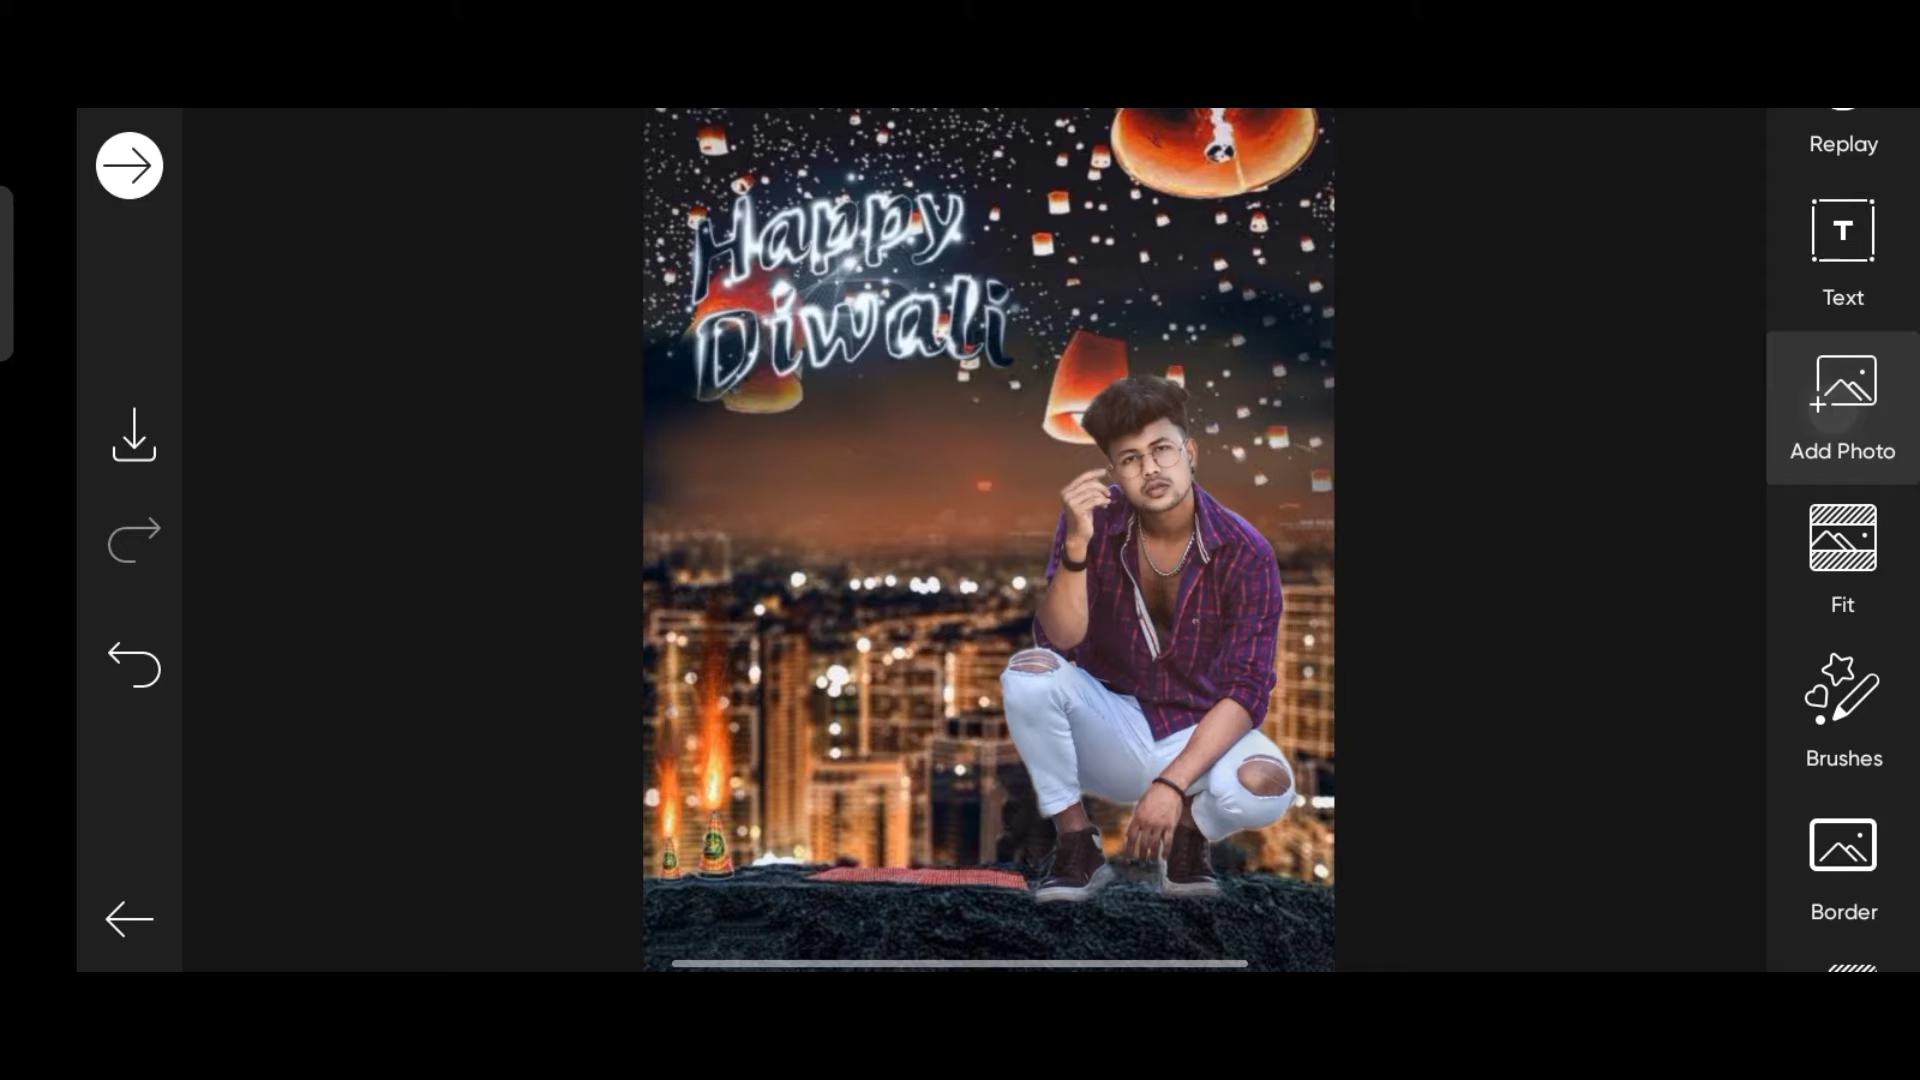 Replay
Happy
Diwali
T
Text
Add Photo
Fit
Brushes
Border